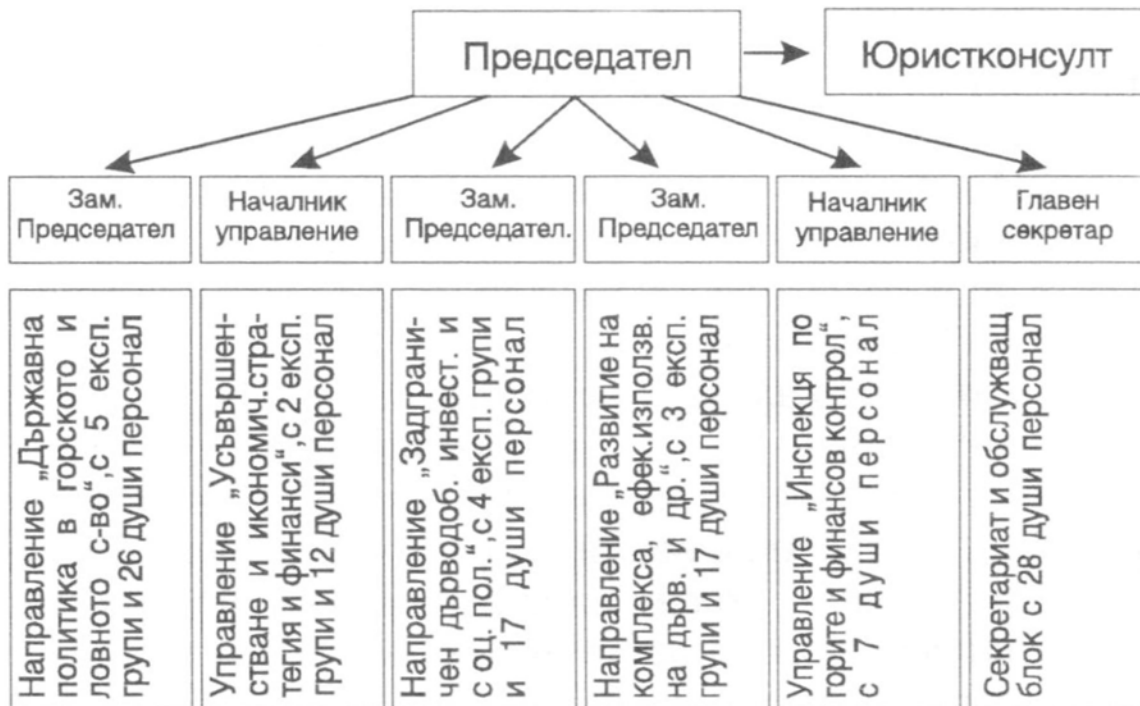 Председател
Юристконсулт
Зам.
Председател
Началник
управление
Зам.
Председател.
Зам.
Председател
Началник
управление
Главен
секретар
Направление „Държавна
политика в горското и
ловното с-во“,с 5 експ.
групи и 26 души персонал
Управление „Усъвършен-
стване и икономич.стра-
тегия и финанси“,с 2 експ.
групи и 12 души персонал
Направление „Задграни-
чен дърводоб. инвест. и
с оц. пол.“,с 4 експ. групи
и 17 души персонал
Направление „Развитие на
комплекса, ефек.използв.
на дърв. и др.“,с 3 експ.
групи и 17 души персонал
Управление „Инспекця по
горите и финансов контрол“,
с 7 души персонал
Секретариат и обслужващ
блок с 28 души персонал